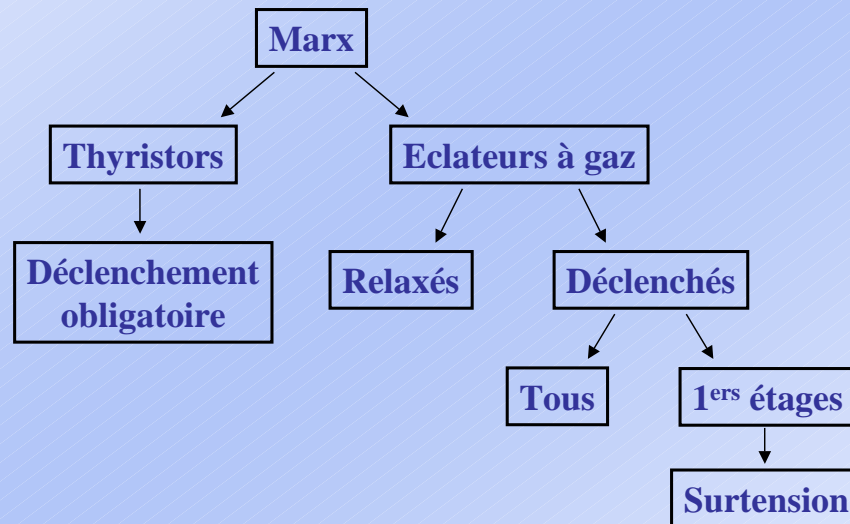 Marx
Thyristors
Eclateurs à gaz
Déclenchement
obligatoire
Relaxés
Déclenchés
Tous
1ers étages
Surtension